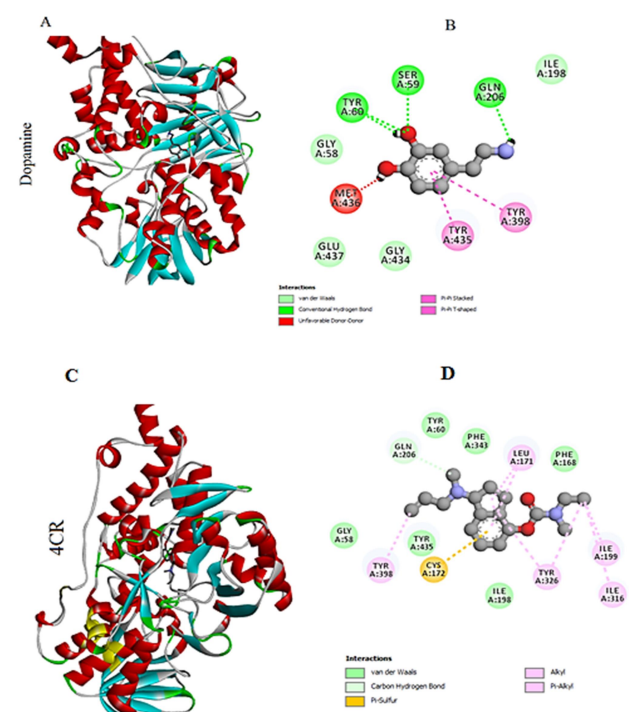 A
B
Dopamine
SER
A:59
TYR
A:60
GLN
A:206
ILE
A:198
GLY
A:58
MET
A:436
TYR
A:398
TYR
A:435
GLU
A:437
GLY
A:434
Interactions
van der Waals
Conventional Hydrogen Bond
Unfavorable Donor-Donor
Pi-Pi Stacked
Pi-Pi T-shaped
C
D
4CR
TYR
A:60
PHE
A:343
GLN
A:206
LEU
A:171
PHE
A:168
GLY
A:58
TYR
A:435
TYR
A:398
CYS
A:172
TYR
A:326
ILE
A:199
ILE
A:198
ILE
A:316
Interactions
van der Waals
Carbon Hydrogen Bond
Pi-Sulfur
Alkyl
Pi-Alkyl